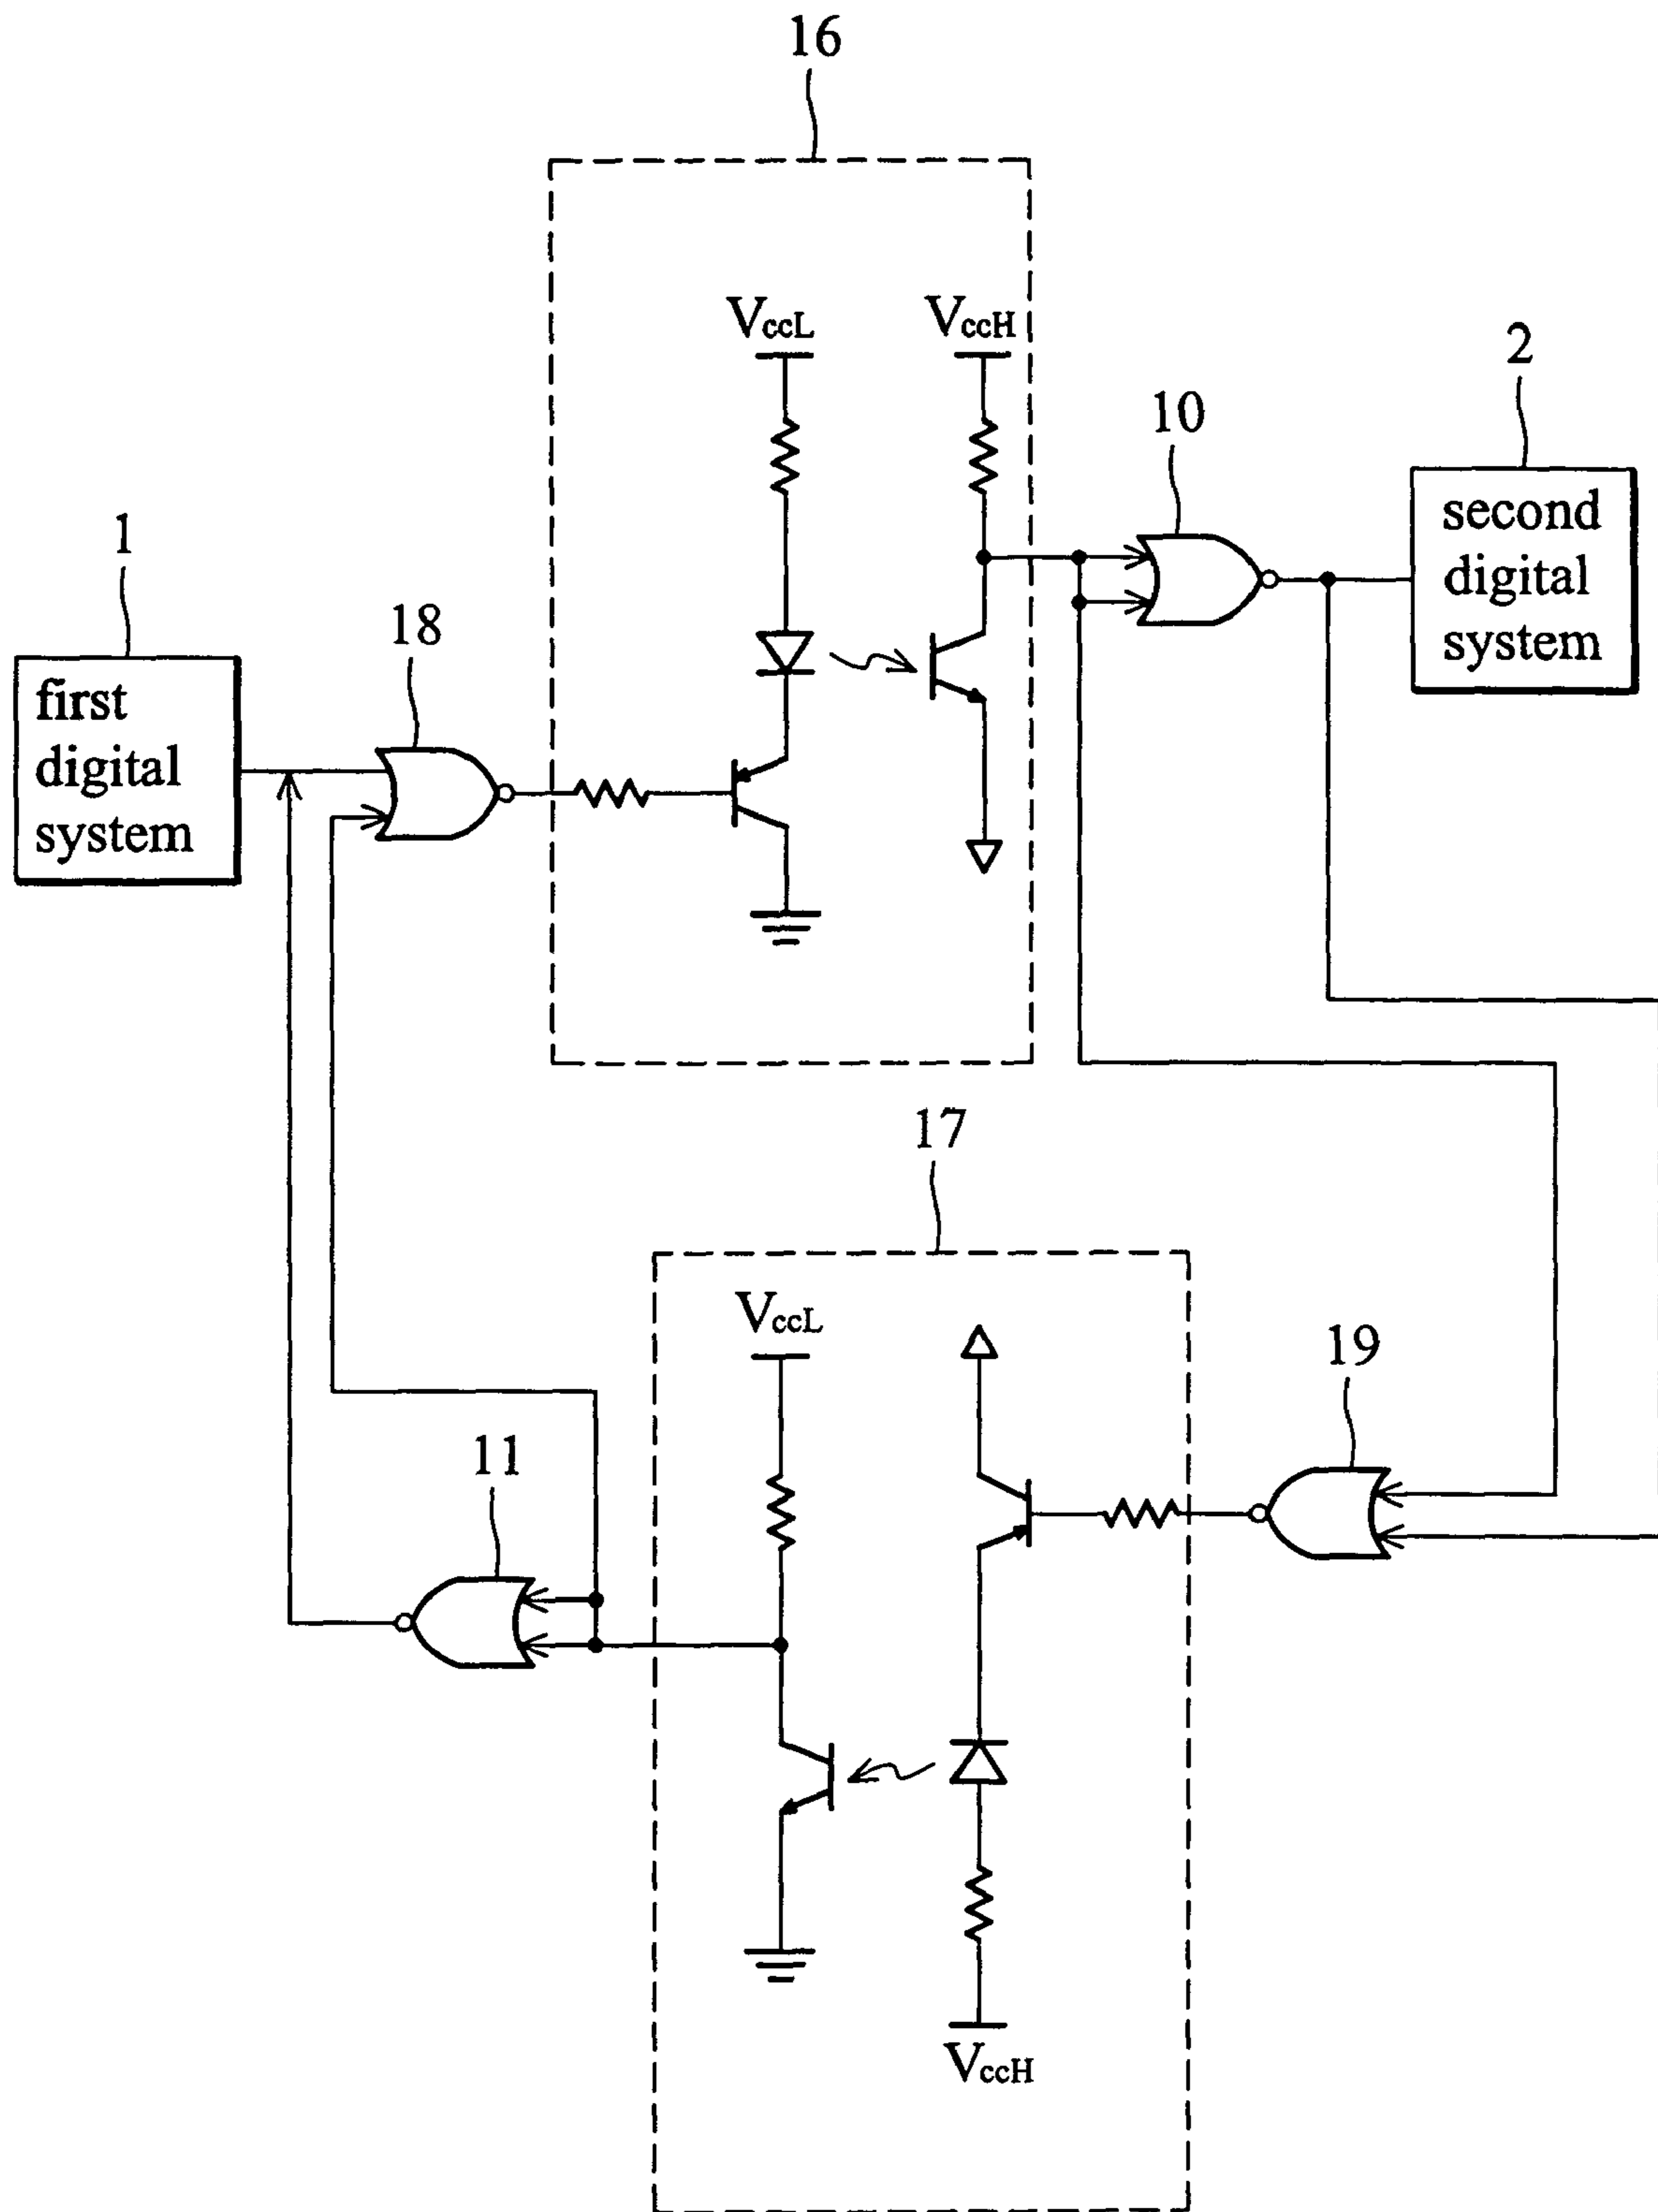 16
VccL
VccH
2
10
second
digital
system
1
18
first
digital
system
17
VccL
19
11
VccH